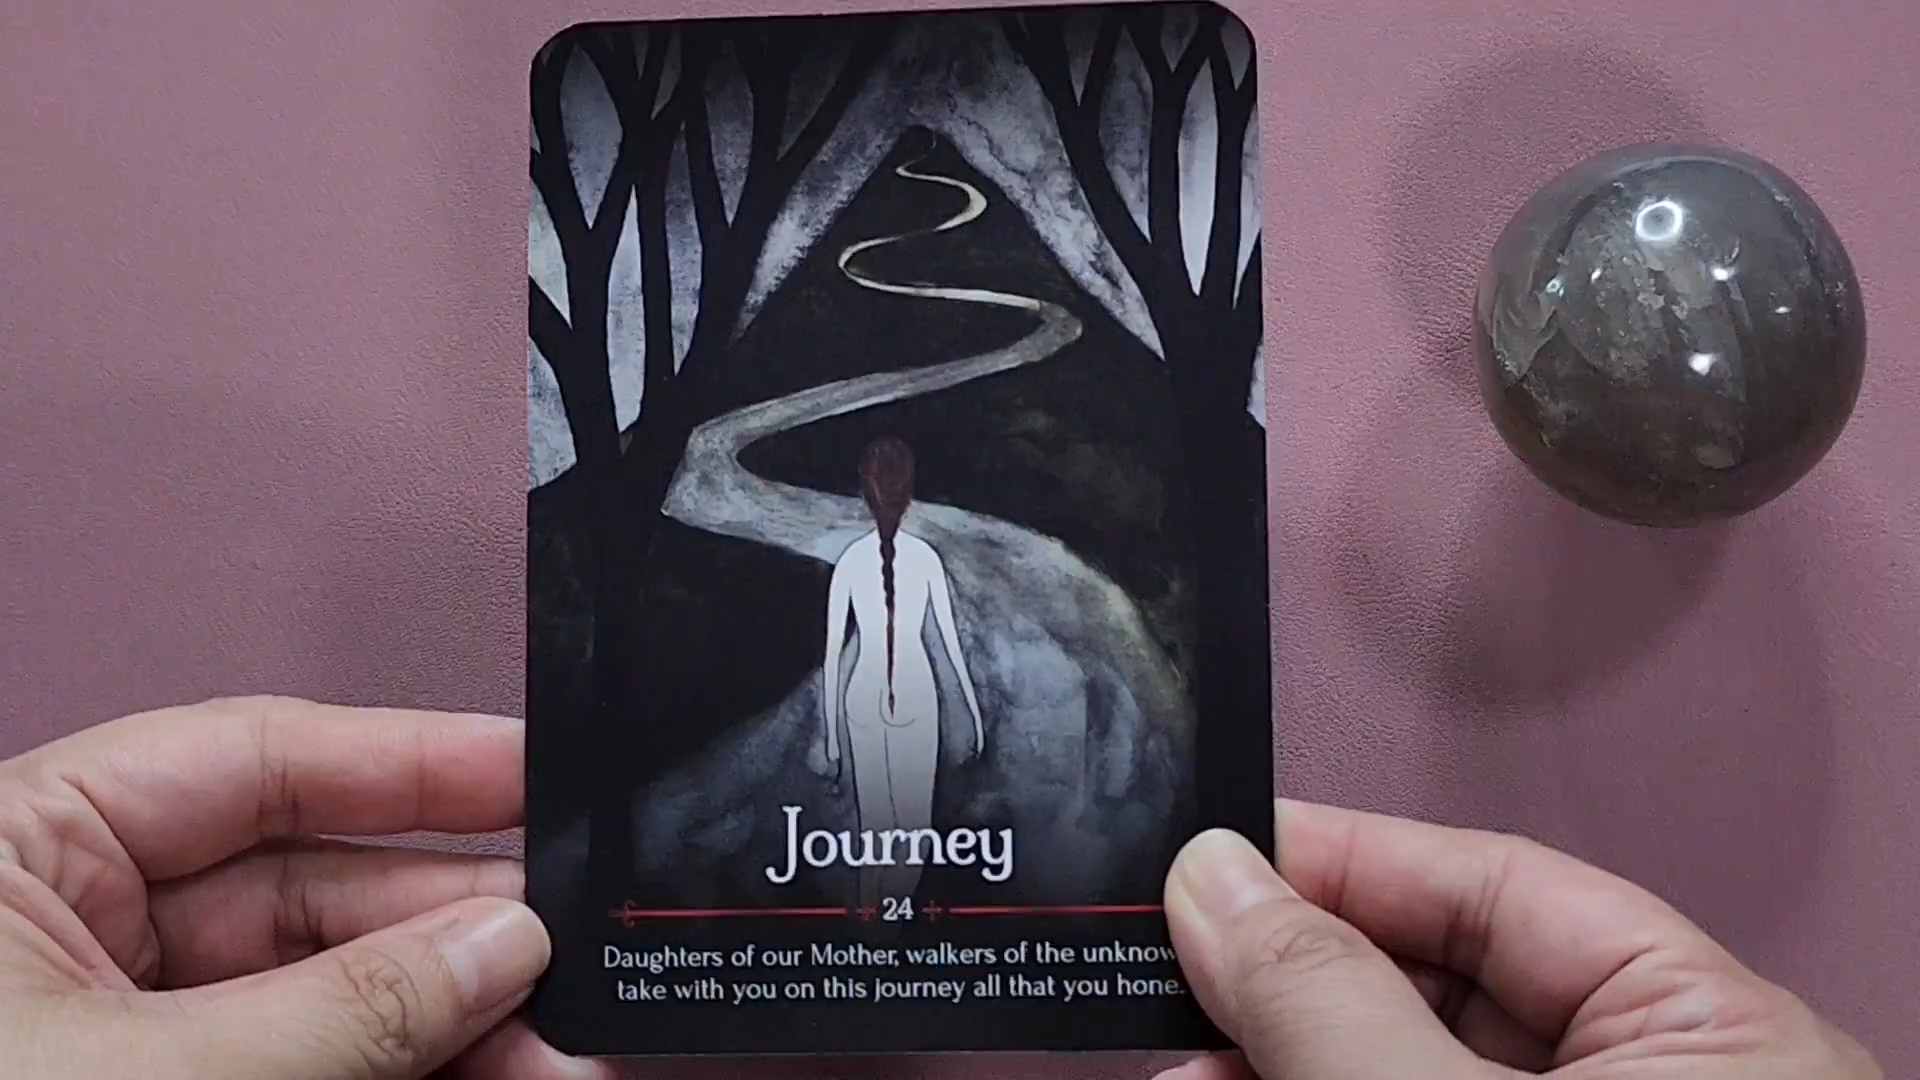 Journey
24
Daughters of our Mother, walkers of the
take with you on this journey all that you hone.